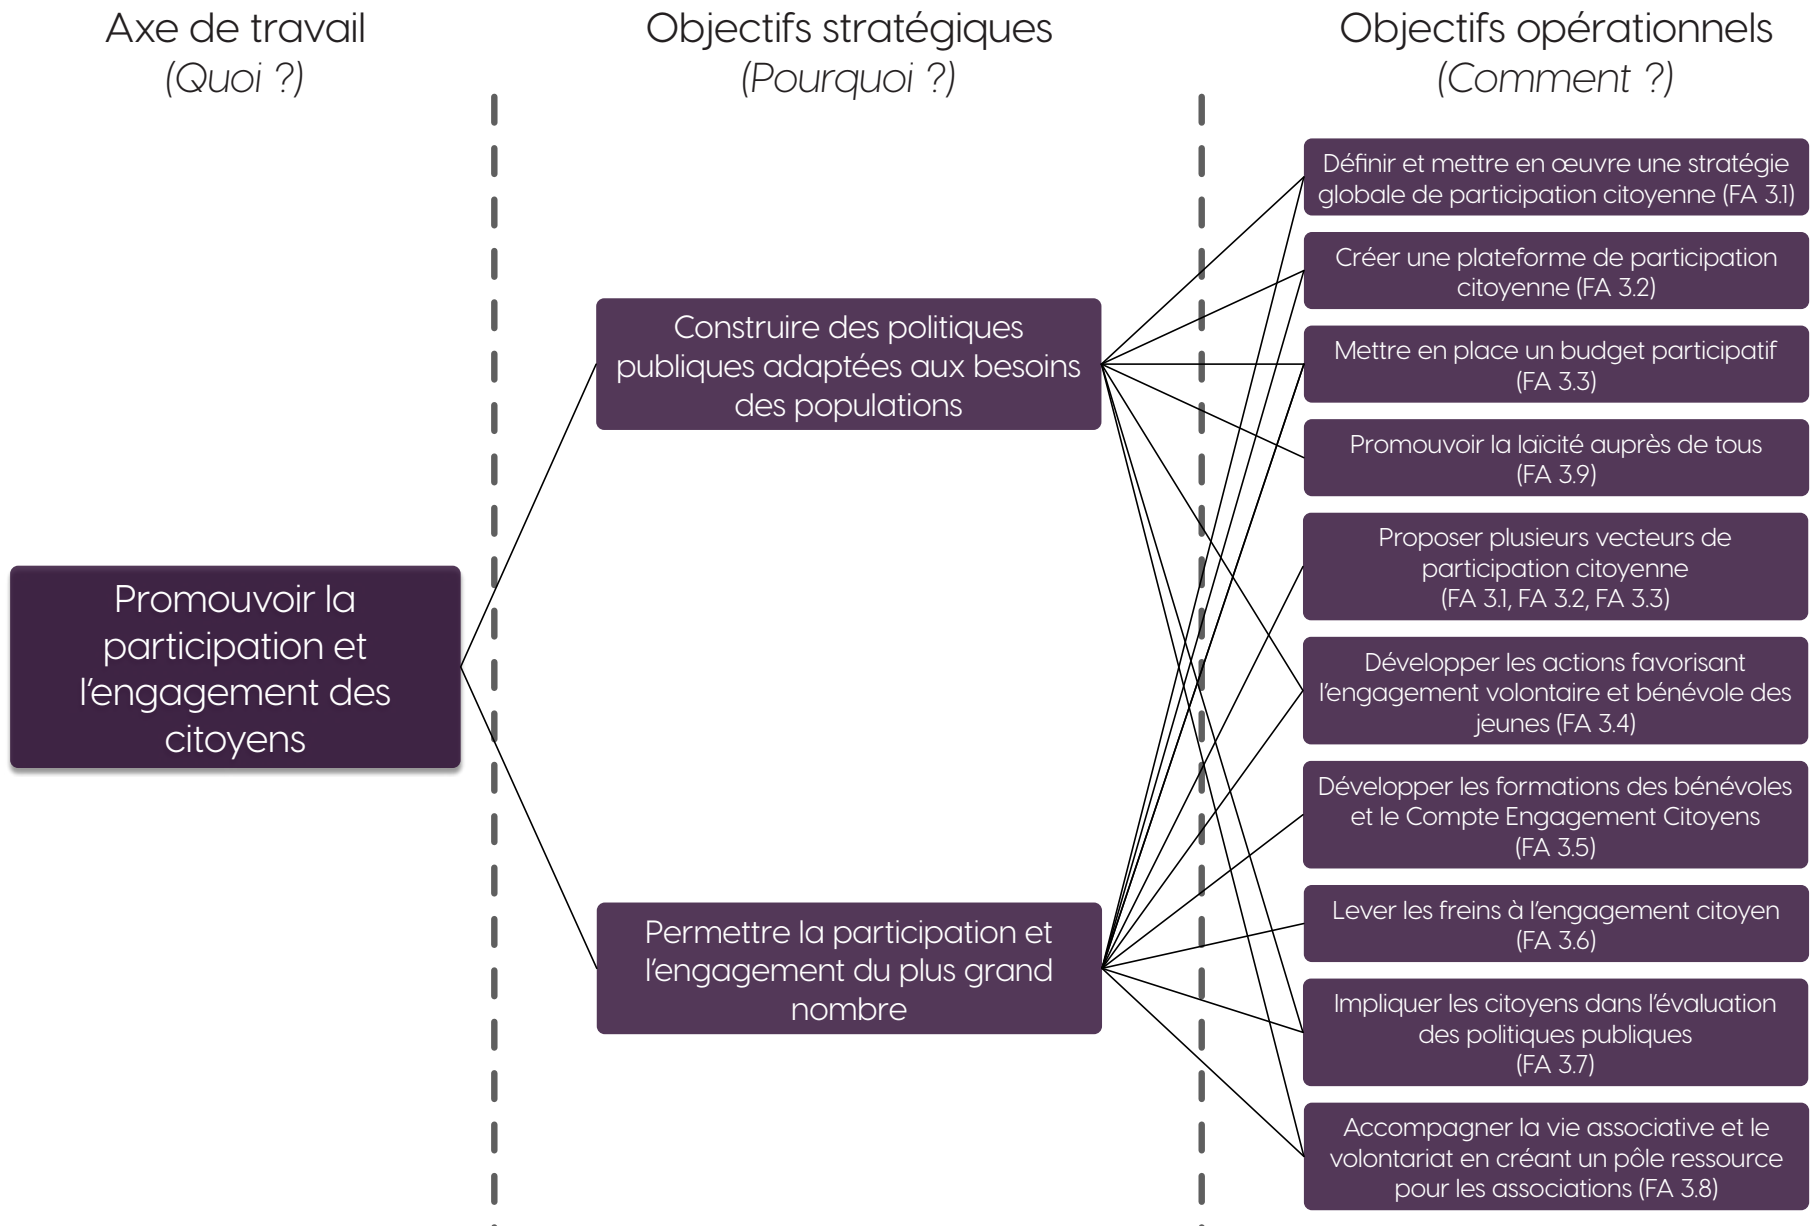 Axe de travail
(Quoi ?)
Objectifs stratégiques
(Pourquoi ?)
Objectifs opérationnels
(Comment ?)
Promouvoir la
participation et
l’engagement des
citoyens
Construire des politiques
publiques adaptées aux besoins
des populations
Permettre la participation et
l’engagement du plus grand
nombre
Définir et mettre en œuvre une stratégie
globale de participation citoyenne (FA 3.1)
Créer une plateforme de participation
citoyenne (FA 3.2)
Mettre en place un budget participatif
(FA 3.3)
Promouvoir la laïcité auprès de tous
(FA 3.9)
Proposer plusieurs vecteurs de
participation citoyenne
(FA 3.1, FA 3.2, FA 3.3)
Développer les actions favorisant
l’engagement volontaire et bénévole des
jeunes (FA 3.4)
Développer les formations des bénévoles
et le Compte Engagement Citoyens
(FA 3.5)
Lever les freins à l’engagement citoyen
(FA 3.6)
Impliquer les citoyens dans l’évaluation
des politiques publiques
(FA 3.7)
Accompagner la vie associative et le
volontariat en créant un pôle ressource
pour les associations (FA 3.8)